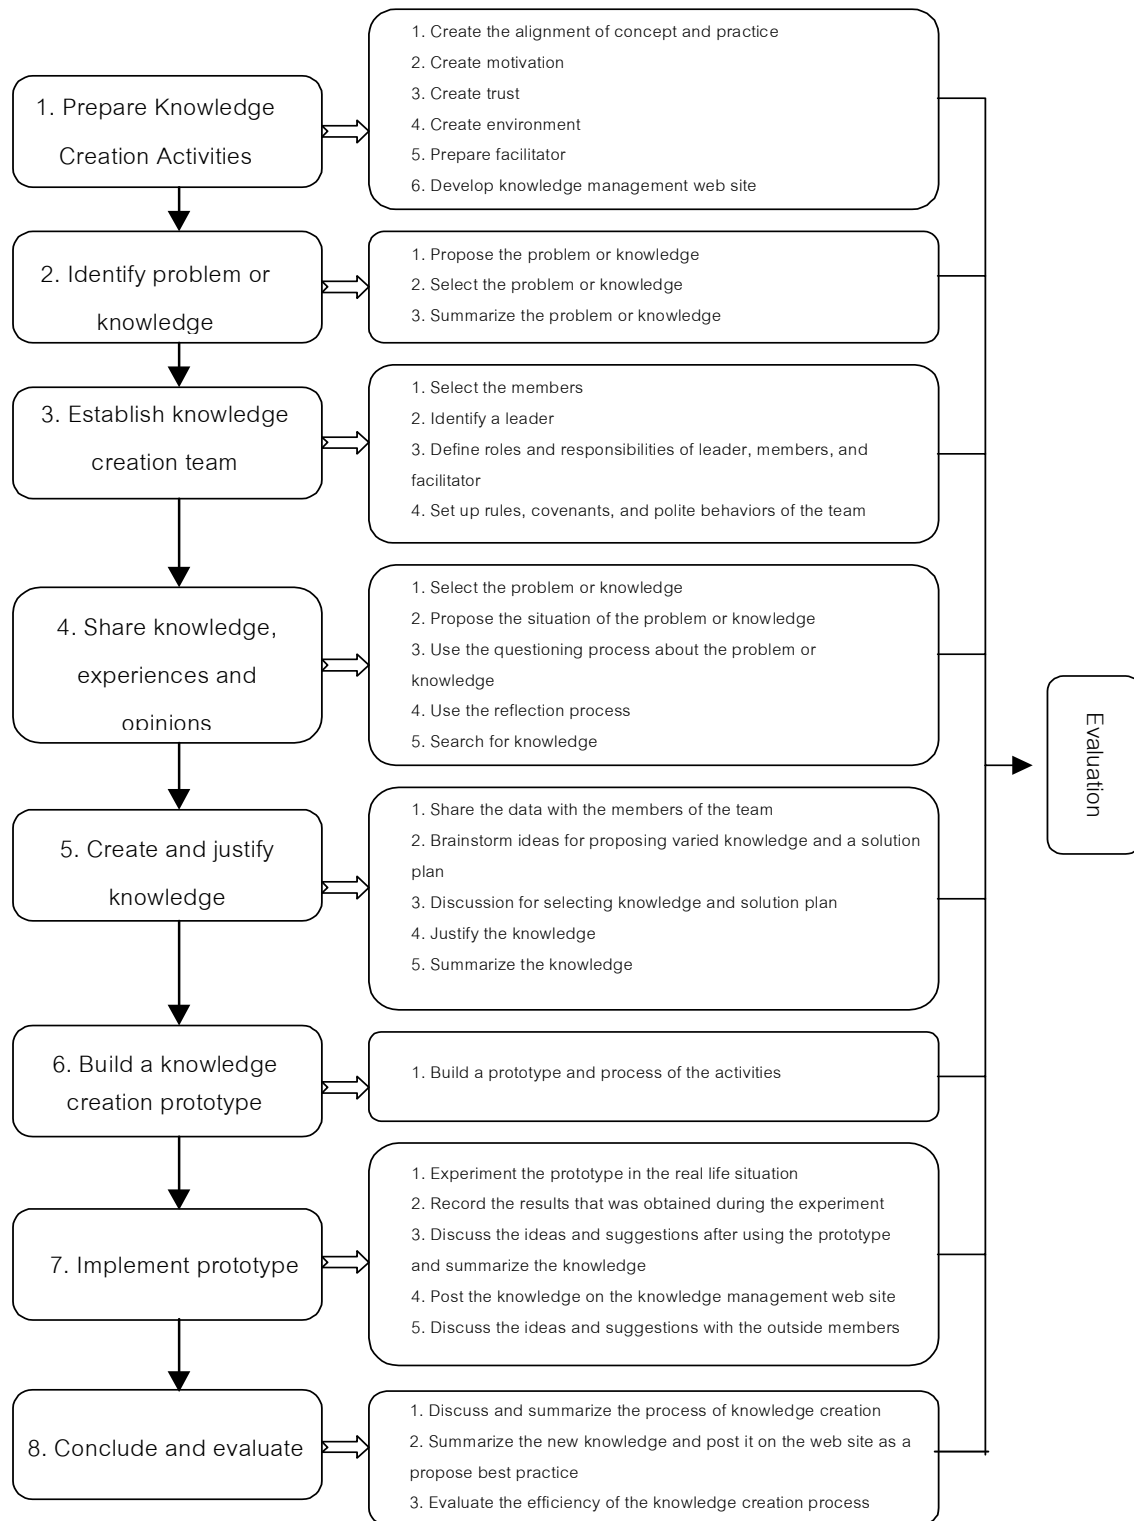 1. Prepare Knowledge
Creation Activities
1. Create the alignment of concept and practice
2. Create motivation
3. Create trust
4. Create environment
5. Prepare facilitator
6. Develop knowledge management web site
2. Identify problem or
knowledge
1. Propose the problem or knowledge
2. Select the problem or knowledge
3. Summarize the problem or knowledge
3. Establish knowledge
creation team
1. Select the members
2. Identify a leader
3. Define roles and responsibilities of leader, members, and
facilitator
4. Set up rules, covenants, and polite behaviors of the team
4. Share knowledge,
experiences and
opinions
1. Select the problem or knowledge
2. Propose the situation of the problem or knowledge
3. Use the questioning process about the problem or
knowledge
4. Use the reflection process
5. Search for knowledge
5. Create and justify
knowledge
1. Share the data with the members of the team
2. Brainstorm ideas for proposing varied knowledge and a solution
plan
3. Discussion for selecting knowledge and solution plan
4. Justify the knowledge
5. Summarize the knowledge
6. Build a knowledge
creation prototype
1. Build a prototype and process of the activities
7. Implement prototype
1. Experiment the prototype in the real life situation
2. Record the results that was obtained during the experiment
3. Discuss the ideas and suggestions after using the prototype
and summarize the knowledge
4. Post the knowledge on the knowledge management web site
5. Discuss the ideas and suggestions with the outside members
8. Conclude and evaluate
1. Discuss and summarize the process of knowledge creation
2. Summarize the new knowledge and post it on the web site as a
propose best practice
3. Evaluate the efficiency of the knowledge creation process
Evaluation